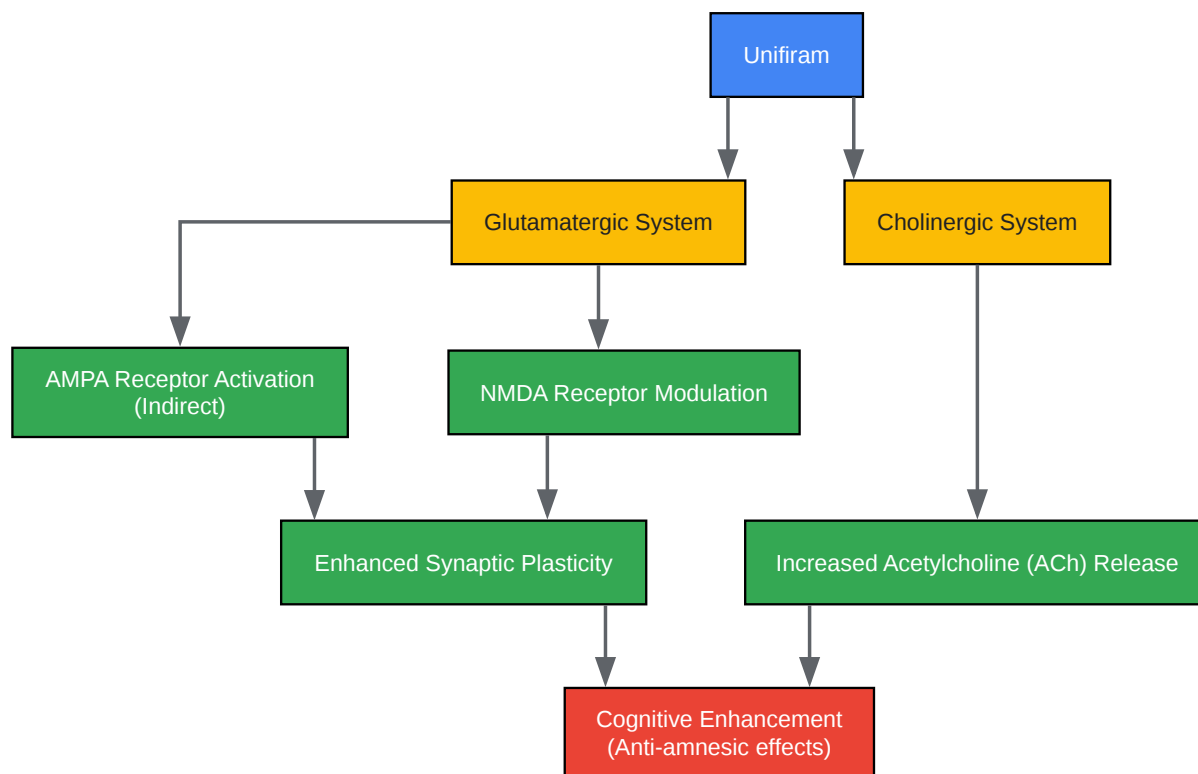 Unifiram
Glutamatergic System
Cholinergic System
AMPA Receptor Activation
(Indirect)
NMDA Receptor Modulation
Enhanced Synaptic Plasticity
Increased Acetylcholine (ACh) Release
Cognitive Enhancement
(Anti-amnesic effects)